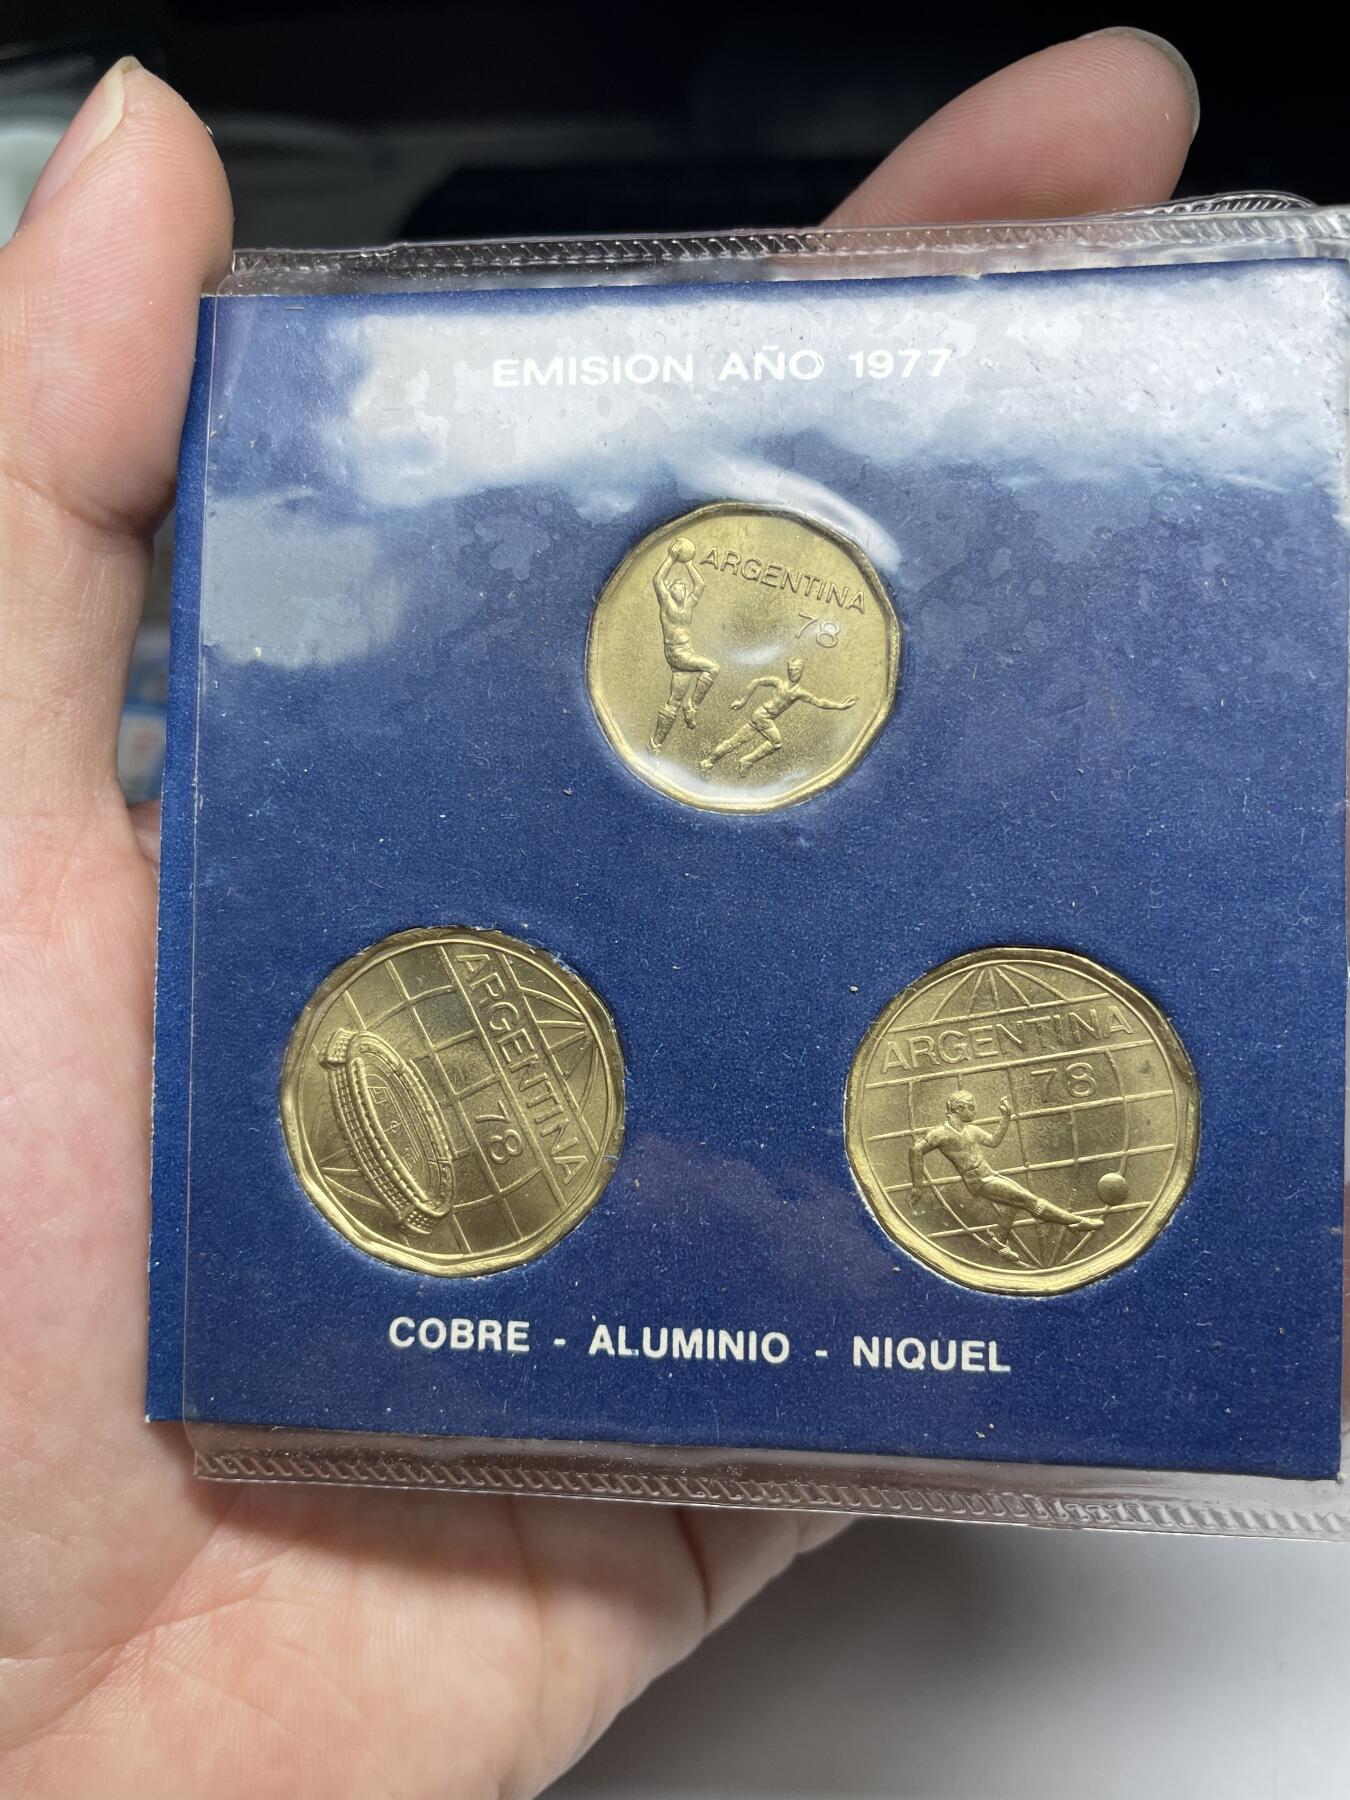 EMISION AÑO 1977
ARGENTINA
78
ARGENTINA
78
ARGENTINA
78
COBRE - ALUMINIO - NIQUEL